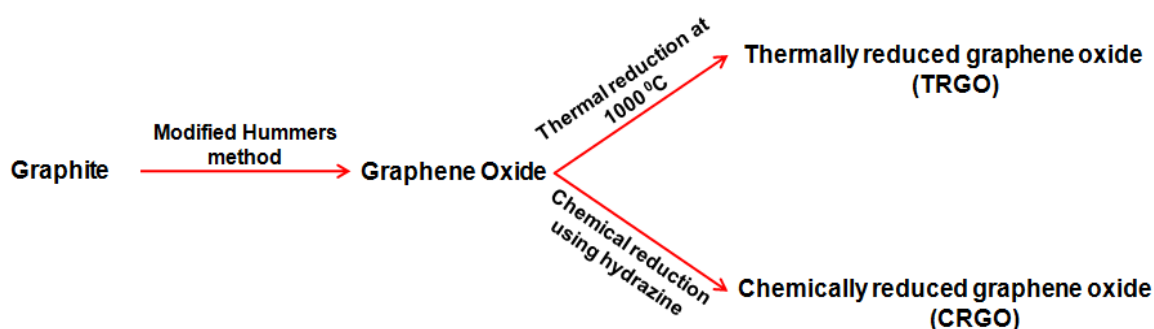 Graphite
Modified Hummers
method
Graphene Oxide
Thermal reduction at
1000 ⁰C
Thermally reduced graphene oxide
(TRGO)
Chemical reduction
using hydrazine
Chemically reduced graphene oxide
(CRGO)